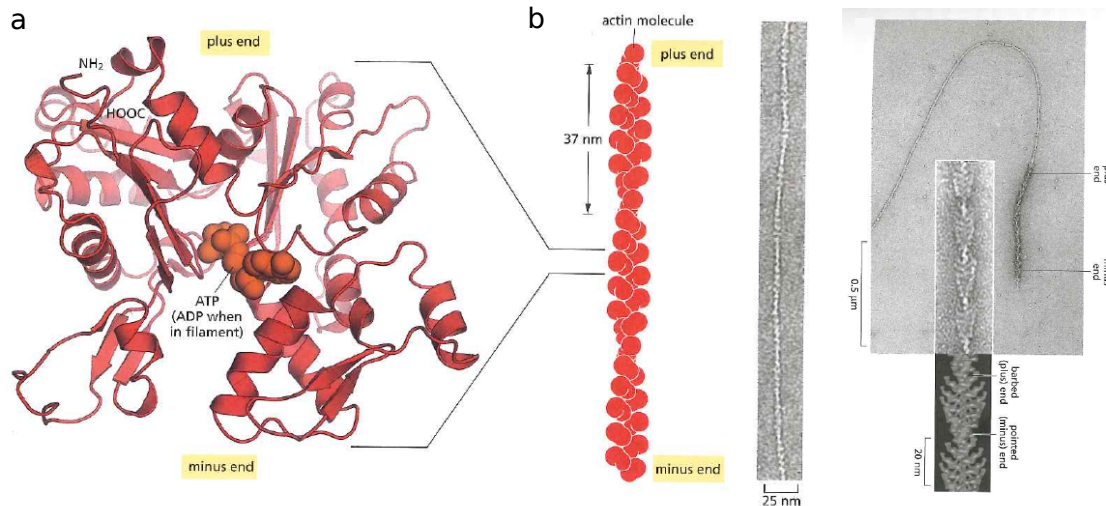 a
plus end
NH2
HOOC
ATP
(ADP when
in filament)
minus end
b
actin molecule
plus end
37 nm
minus end
25 nm
end
end
0.5 µm
barbed
(plus) end
pointed
(minus) end
20 nm